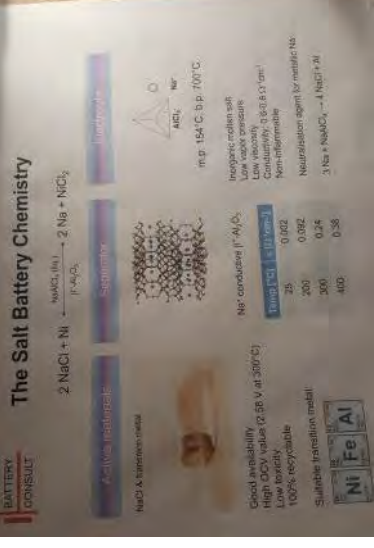 BATTERY
CONSULT
The Salt Battery Chemistry
2 NaCl + Ni ⟷ 2 Na + NiCl₂
NaAlCl₄ (liq.)
β"-Al₂O₃
Active materials
NaCl & transition metal
Good availability
High OCV value (2.58 V at 300°C)
Low toxicity
100% recyclable
Suitable transition metal:
Ni Fe Al
Separator
Na⁺ conductive β"-Al₂O₃
Temp [°C]
25 0.002
200 0.092
300 0.24
400 0.38
Electrolyte
AlCl₄⁻ Na⁺
m.p. 154°C, b.p. 700°C
Inorganic molten salt
Low vapor pressure
Low viscosity
Non-inflammable
Neutralisation agent for metallic Na:
3 Na + NaAlCl₄ → 4 NaCl + Al